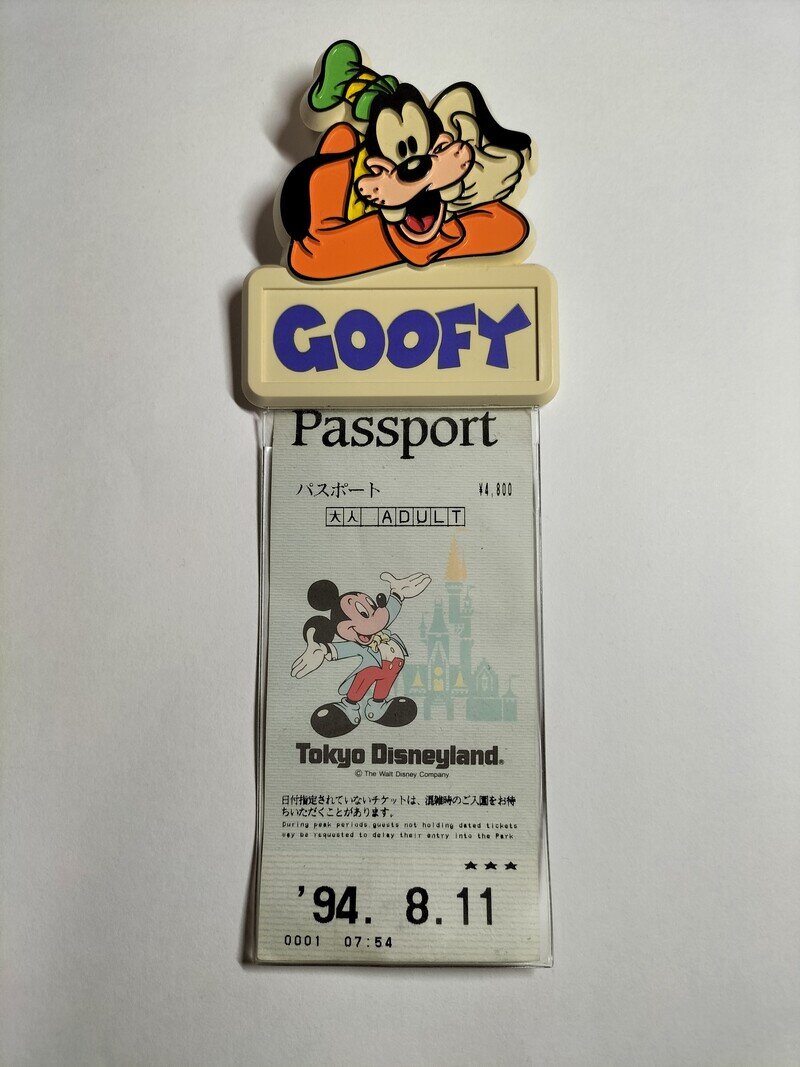 GOOFY
Passport
パスポート ¥4,800
大人 ADULT
Tokyo Disneyland®
© The Walt Disney Company
日付指定されていないチケットは、混雑時のご入園をお待
ちいただくことがあります。
During peak periods,guests not holding dated tickets
may be requested to delay their entry into the Park
★★★
'94. 8.11
0001 07:54